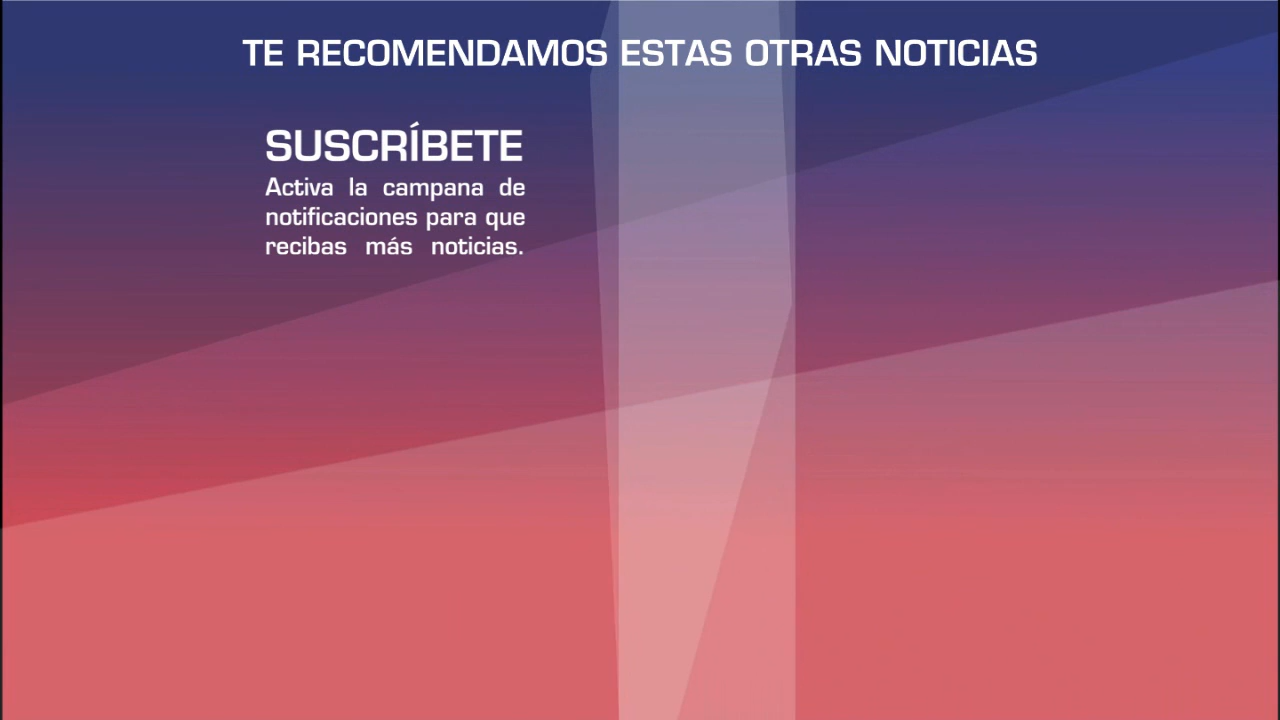 TE RECOMENDAMOS ESTAS OTRAS NOTICIAS
SUSCRÍBETE
Activa la campana de
notificaciones para que
recibas más noticias.